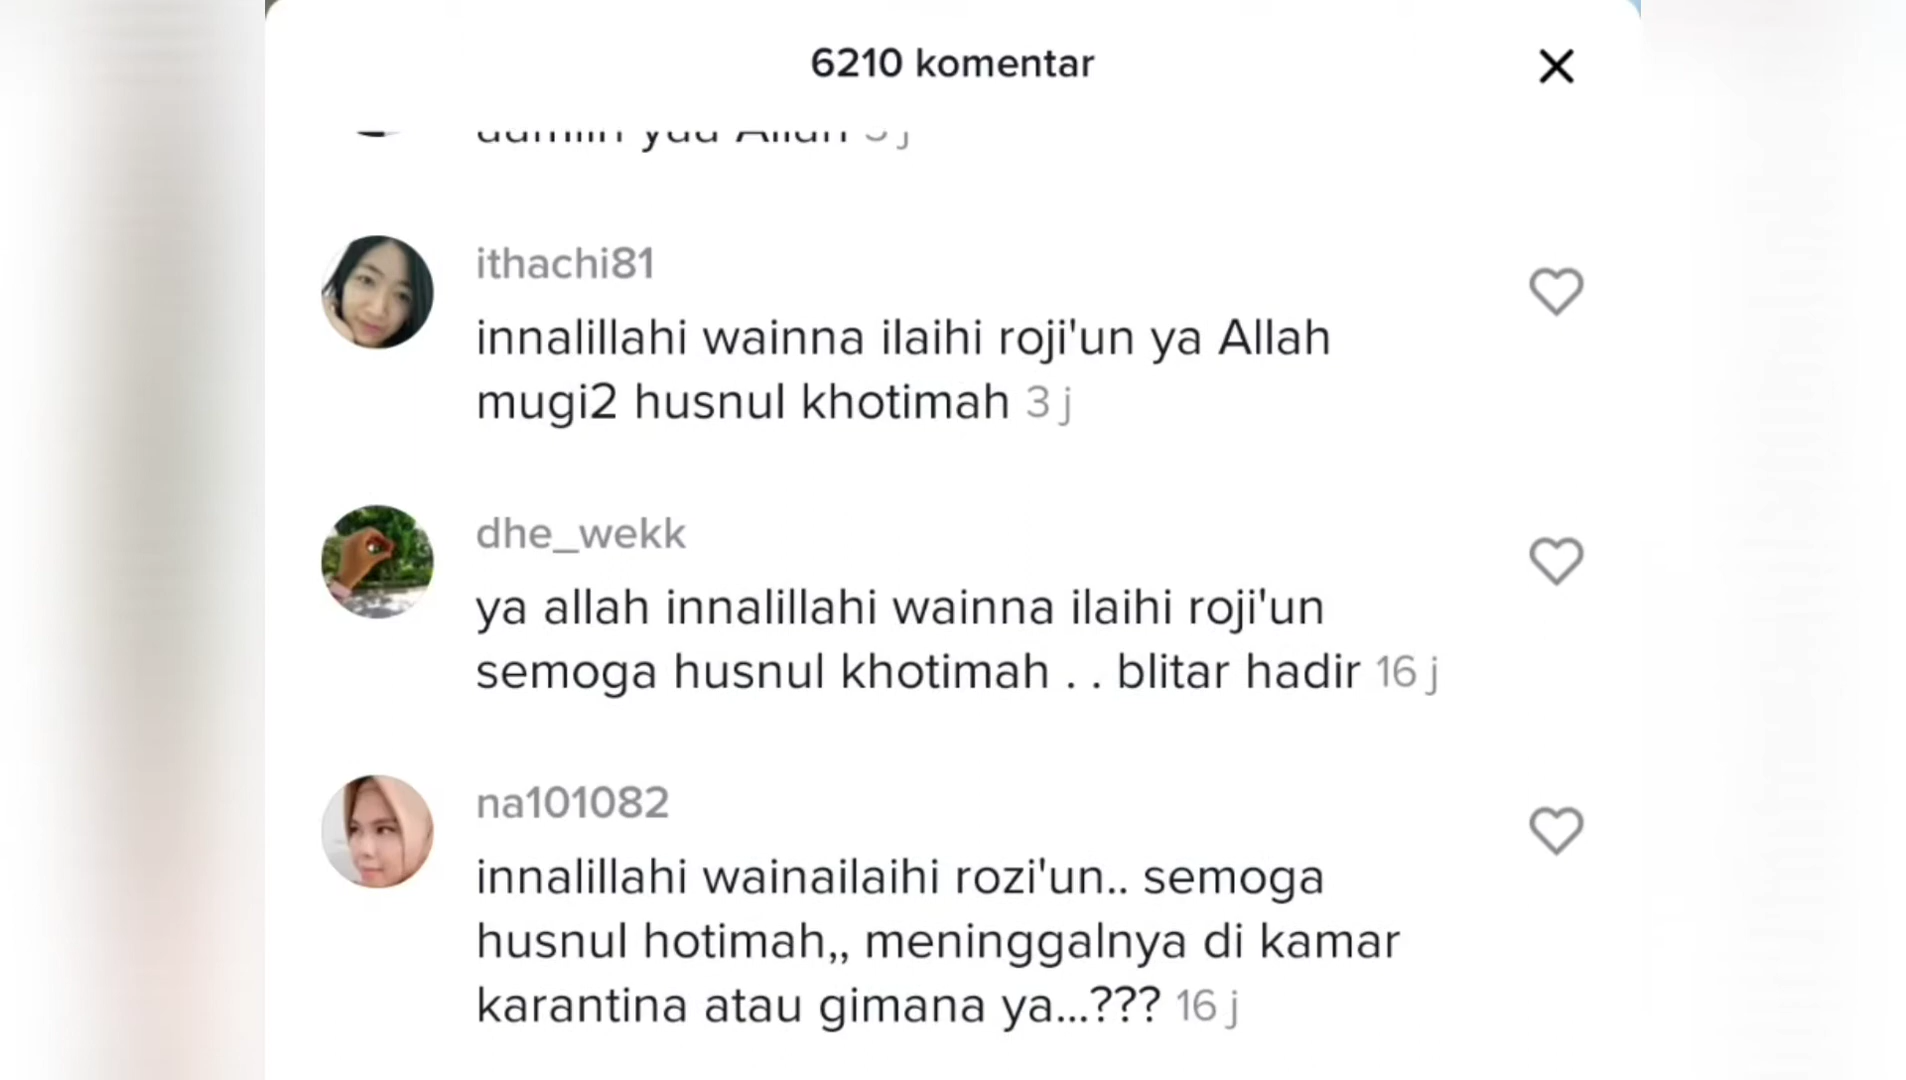 6210 komentar
ithachi81
innalillahi wainna ilaihi roji'un ya Allah
mugi2 husnul khotimah 3 j
dhe_wekk
ya allah innalillahi wainna ilaihi roji'un
semoga husnul khotimah . . blitar hadir 16 j
na101082
innalillahi wainailaihi rozi'un.. semoga
husnul hotimah,, meninggalnya di kamar
karantina atau gimana ya...??? 16 j